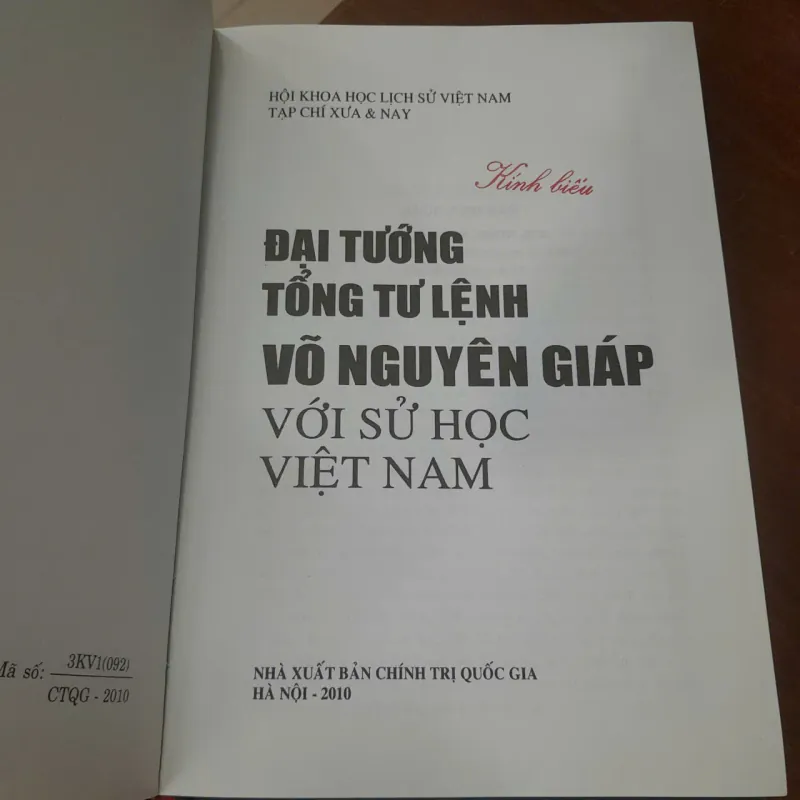 HỘI KHOA HỌC LỊCH SỬ VIỆT NAM
TẠP CHÍ XƯA & NAY
Kính biếu
ĐẠI TƯỚNG
TỔNG TƯ LỆNH
VÕ NGUYÊN GIÁP
VỚI SỬ HỌC
VIỆT NAM
NHÀ XUẤT BẢN CHÍNH TRỊ QUỐC GIA
HÀ NỘI - 2010
Mã số: 3KV1(092)
CTQG - 2010